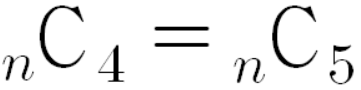 ₙC₄ = ₙC₅